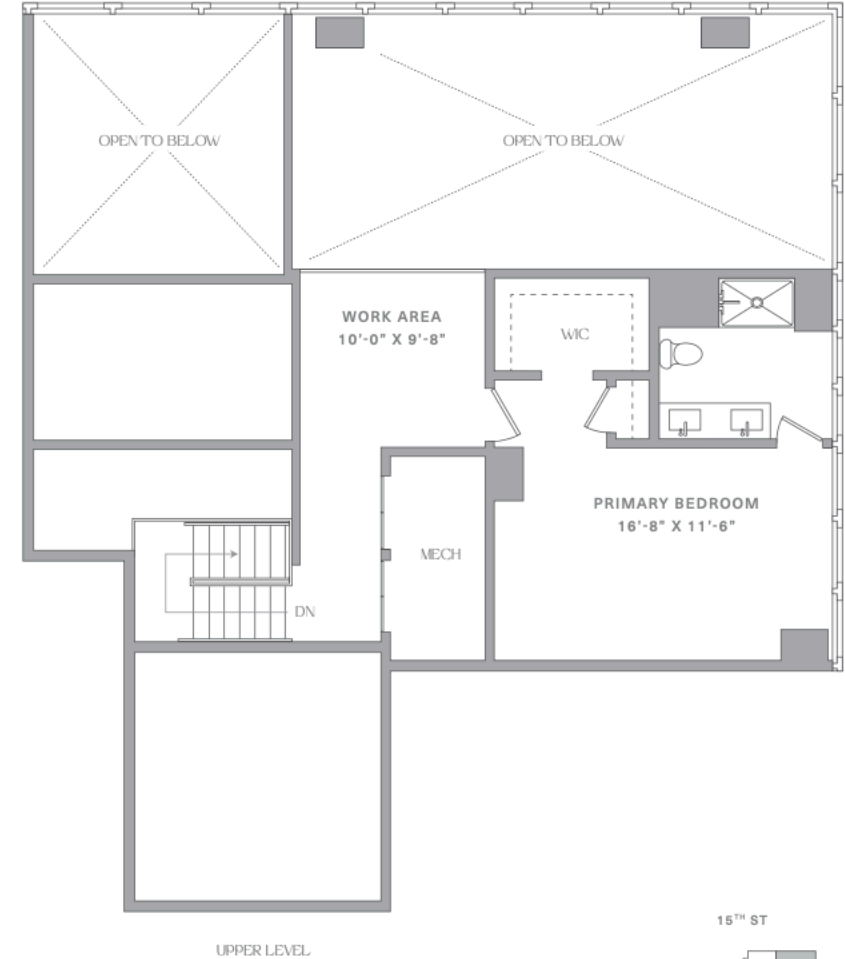 OPEN TO BELOW
OPEN TO BELOW
WORK AREA
10'-0" X 9'-8"
WIC
PRIMARY BEDROOM
16'-8" X 11'-6"
MECH
DN
15TH ST
UPPER LEVEL